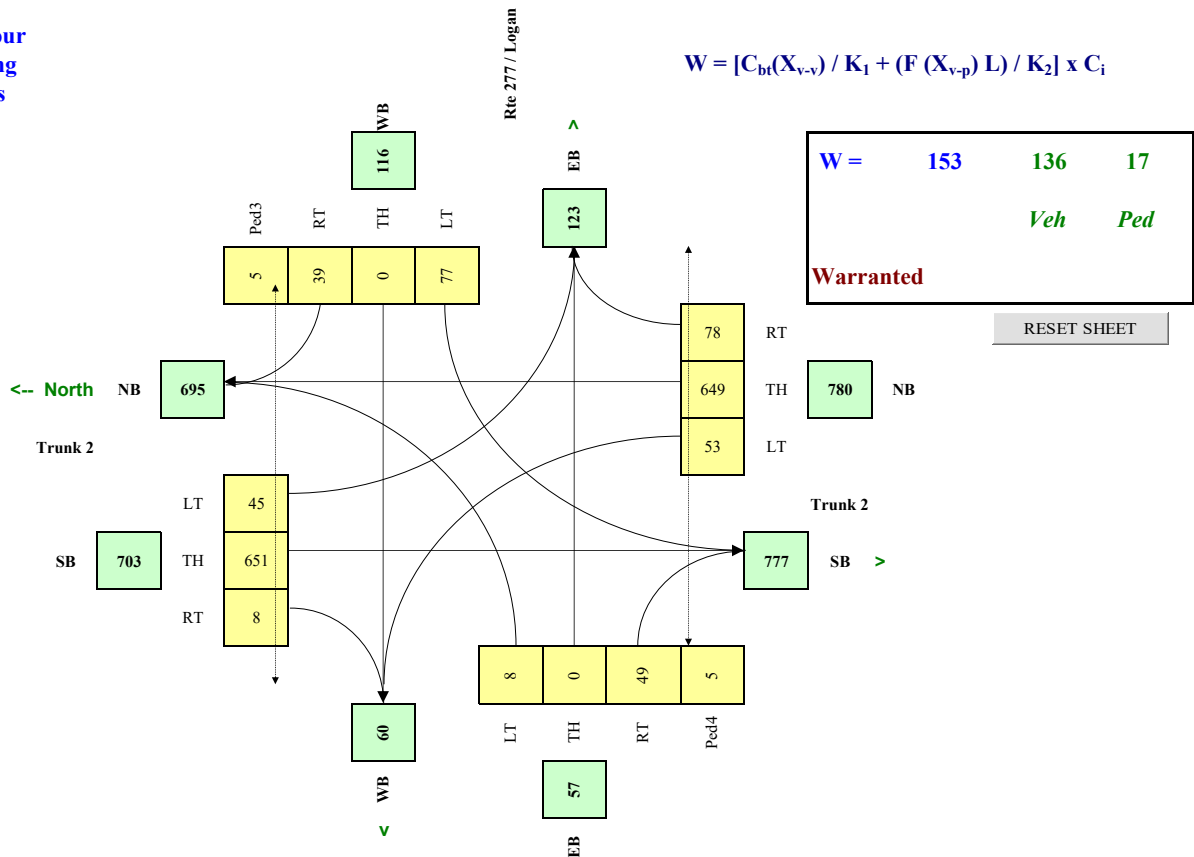 our
ng
s
Rte 277 / Logan
W = [Cbt(Xv-v) / K1 + (F (Xv-p) L) / K2] x Ci
WB
^
116
EB
W = 153 136 17
Veh Ped
Warranted
RESET SHEET
Ped3 RT TH LT
123
5 39 0 77
78 RT
<-- North NB 695
649 TH 780 NB
53 LT
Trunk 2
LT 45
Trunk 2
SB 703 TH 651
777 SB >
RT 8
8 0 49 5
60
LT TH RT Ped4
WB
57
v
EB